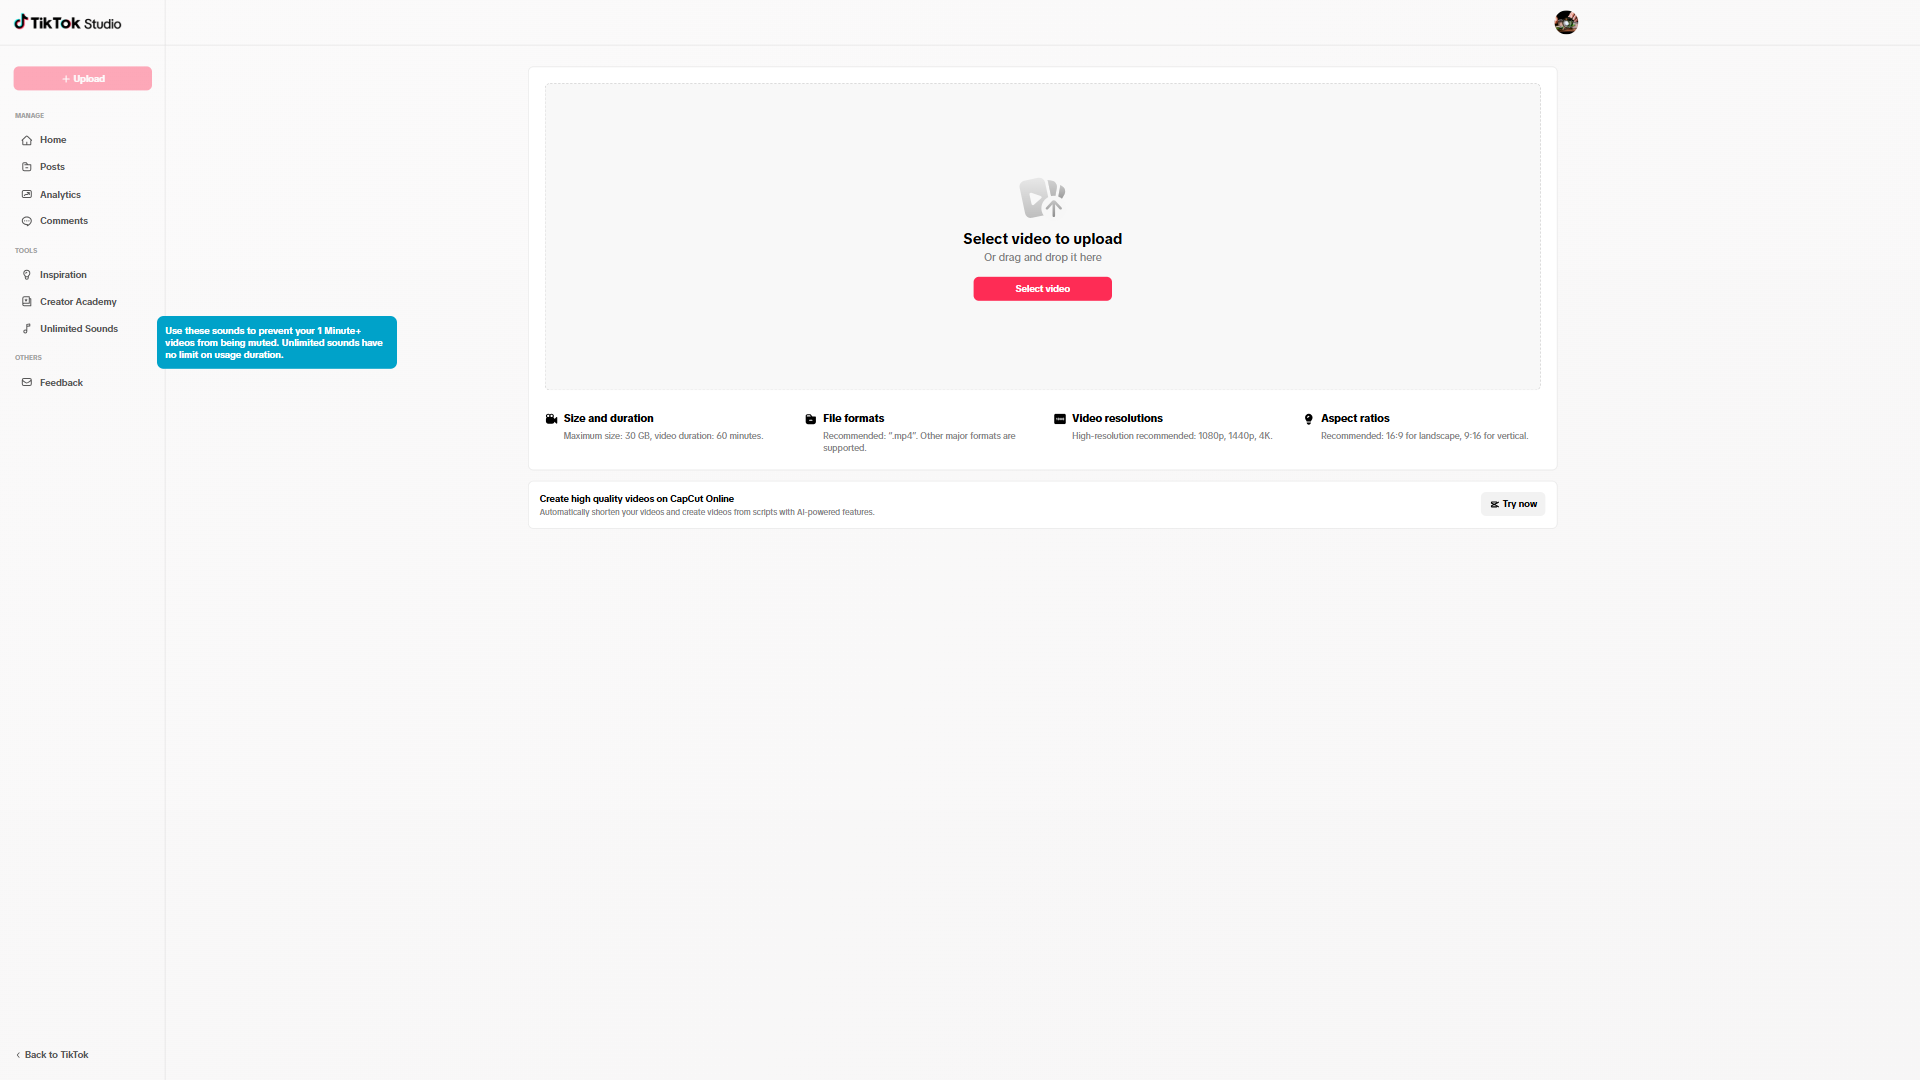 TikTok Studio
+ Upload
MANAGE
Home
Posts
Analytics
Comments
TOOLS
Inspiration
Creator Academy
Unlimited Sounds
Use these sounds to prevent your 1 Minute+
videos from being muted. Unlimited sounds have
no limit on usage duration.
OTHERS
Feedback
Select video to upload
Or drag and drop it here
Select video
Size and duration
Maximum size: 30 GB, video duration: 60 minutes.
File formats
Recommended: ".mp4". Other major formats are
supported.
Video resolutions
High-resolution recommended: 1080p, 1440p, 4K.
Aspect ratios
Recommended: 16:9 for landscape, 9:16 for vertical.
Create high quality videos on CapCut Online
Automatically shorten your videos and create videos from scripts with AI-powered features.
Try now
Back to TikTok